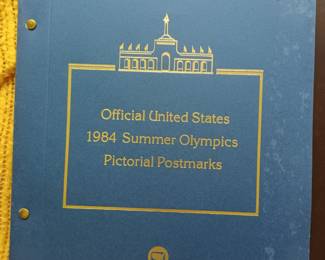 Official United States
1984 Summer Olympics
Pictorial Postmarks